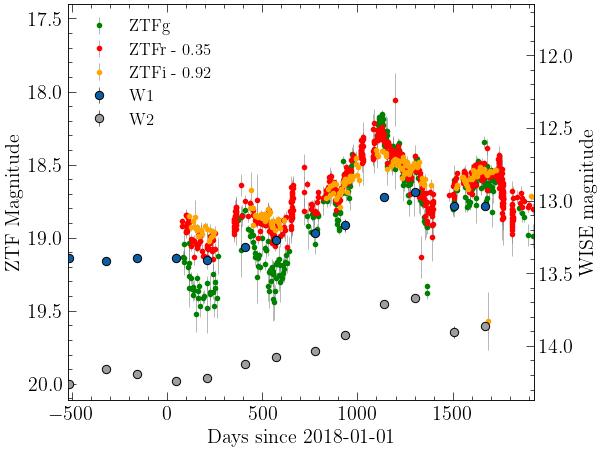 ZTFg
ZTFr - 0.35
ZTFi - 0.92
W1
W2
17.5
18.0
18.5
19.0
19.5
20.0
ZTF Magnitude
12.0
12.5
13.0
13.5
14.0
WISE magnitude
−500 0 500 1000 1500
Days since 2018-01-01